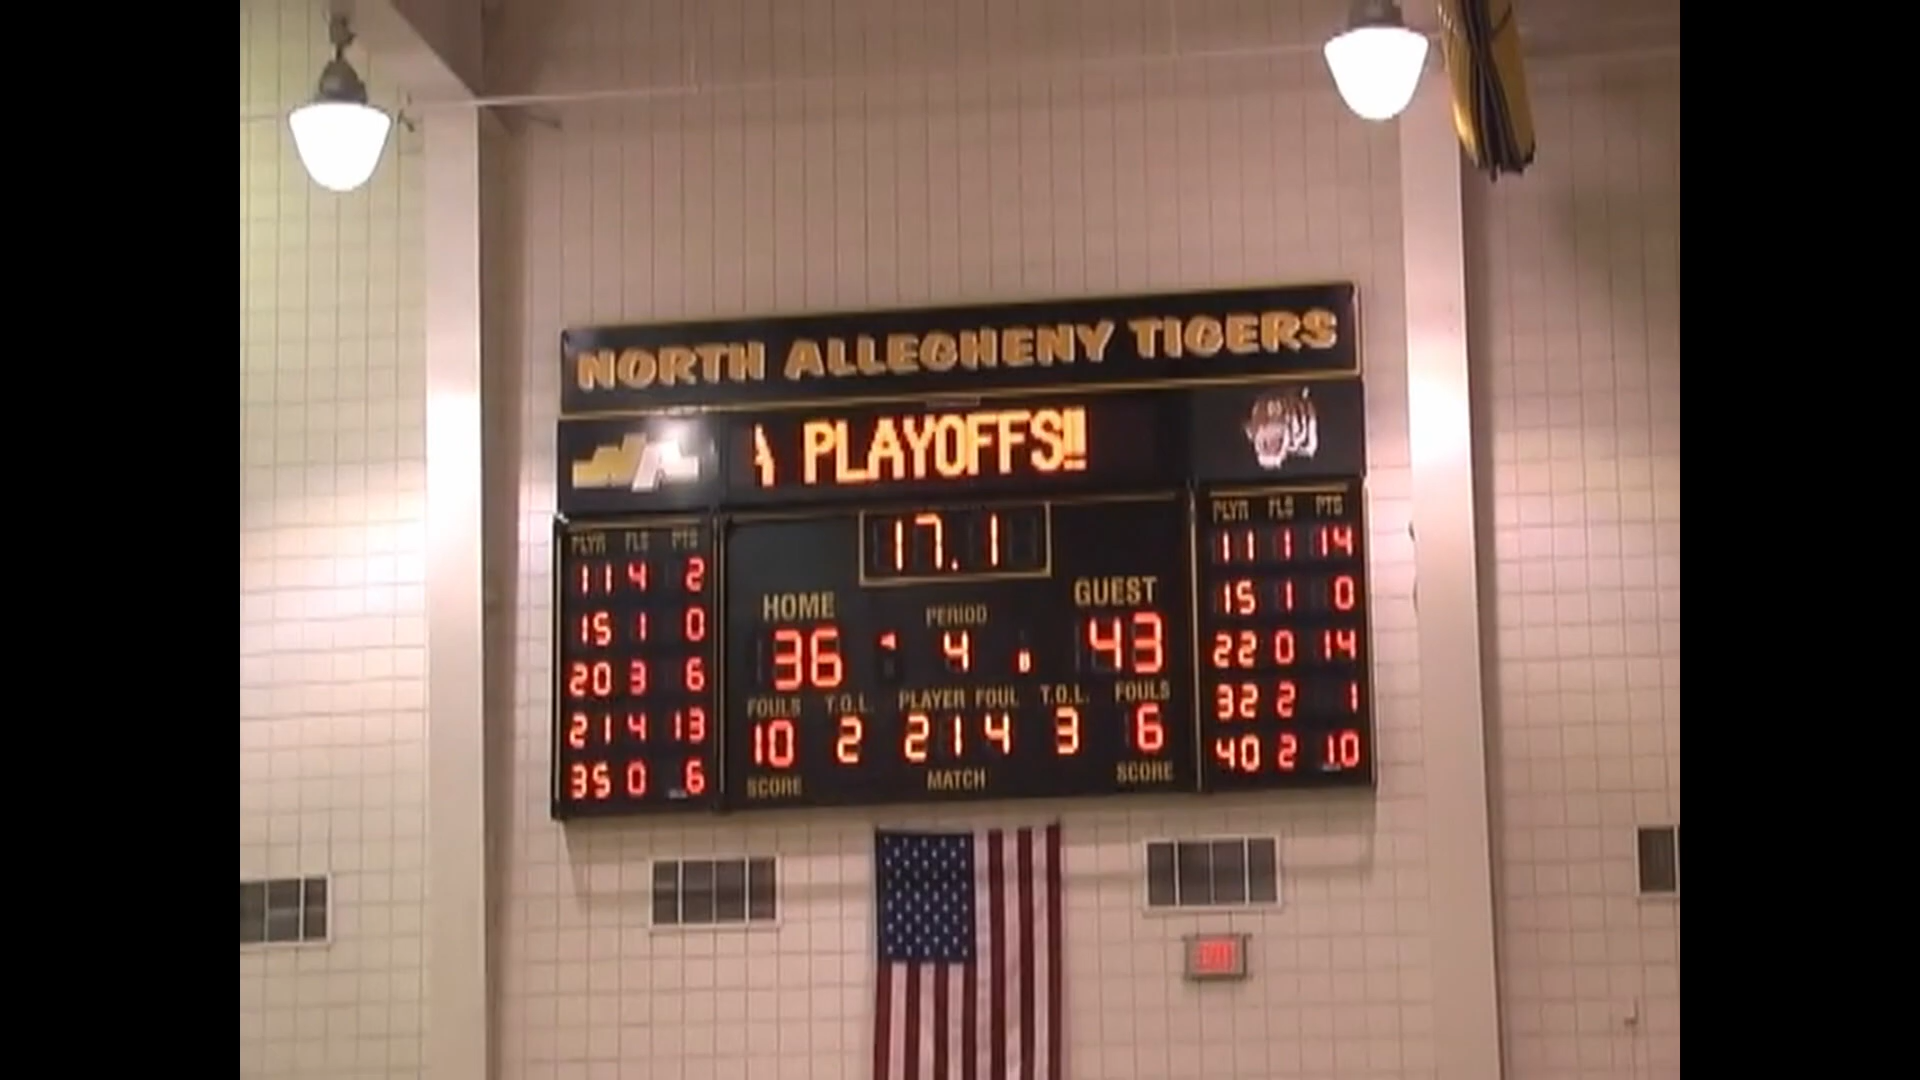 NORTH ALLEGHENY TIGERS
PLAYOFFS!!
NA
17.1
PLYR FLS PTS
11 4 2
15 1 0
20 3 6
21 4 13
35 0 6
HOME PERIOD GUEST
36 4 B 43
FOULS T.O.L. PLAYER FOUL T.O.L. FOULS
10 2 21 4 3 6
SCORE MATCH SCORE
PLYR FLS PTS
11 1 14
15 1 0
22 0 14
32 2 1
40 2 10
EXIT